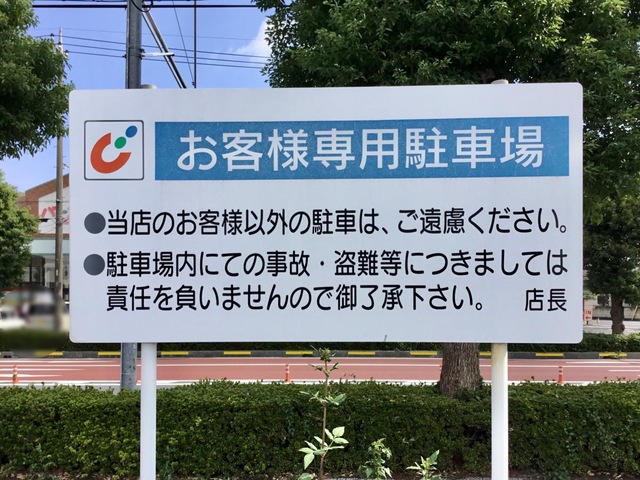 お客様専用駐車場
●当店のお客様以外の駐車は、ご遠慮ください。
●駐車場内にての事故・盗難等につきましては
責任を負いませんので御了承下さい。 店長